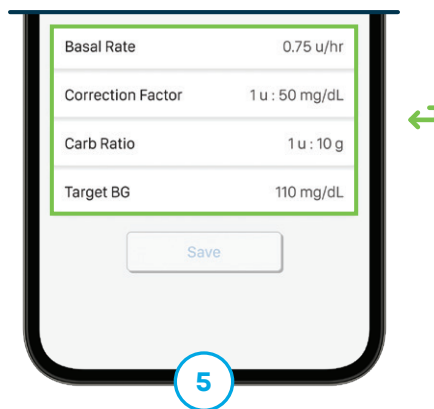 Basal Rate 0.75 u/hr
Correction Factor 1 u : 50 mg/dL
Carb Ratio 1 u : 10 g
Target BG 110 mg/dL
Save
5